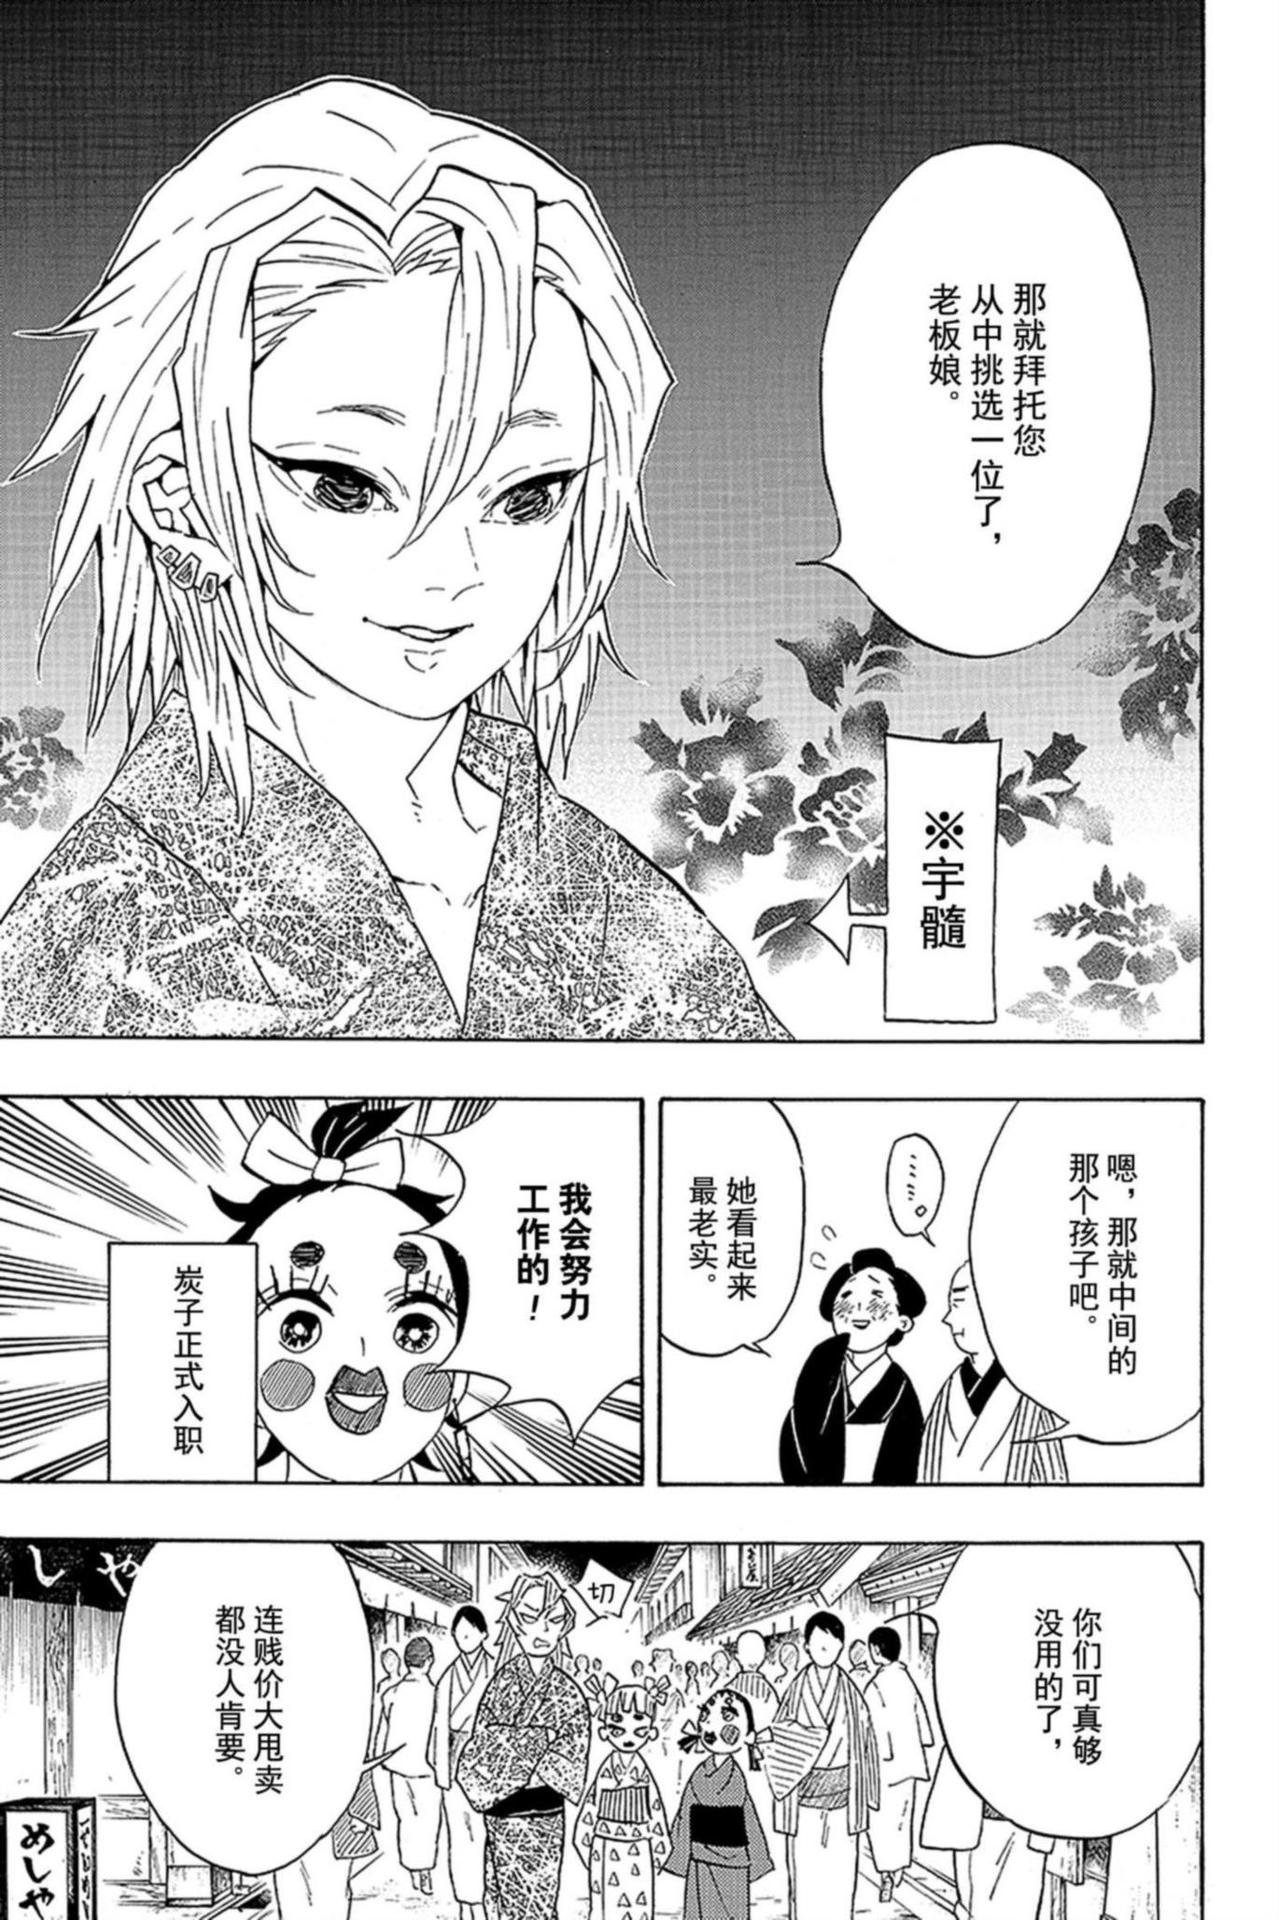 那就拜托您
从中挑选一位了，
老板娘。
※宇髓
嗯，那就中间的
那个孩子吧。
……
她看起来
最老实。
我会努力
工作的！
炭子正式入职
你们可真够
没用的了，
切
连贱价大甩卖
都没人肯要。
しや
めしや